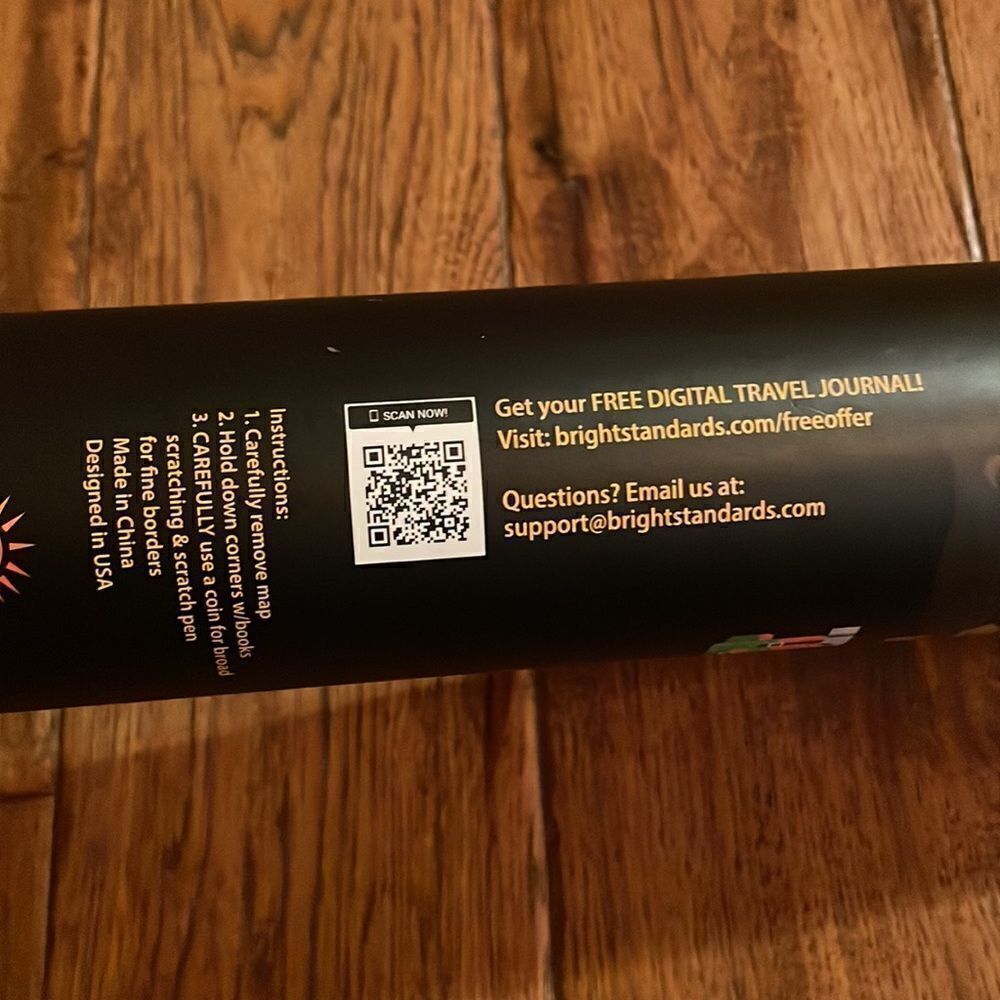 SCAN NOW!
Get your FREE DIGITAL TRAVEL JOURNAL!
Visit: brightstandards.com/freeoffer
Questions? Email us at:
support@brightstandards.com
Instructions:
1. Carefully remove map
2. Hold down corners w/books
3. CAREFULLY use a coin for broad
scratching & scratch pen
for fine borders
Made in China
Designed in USA